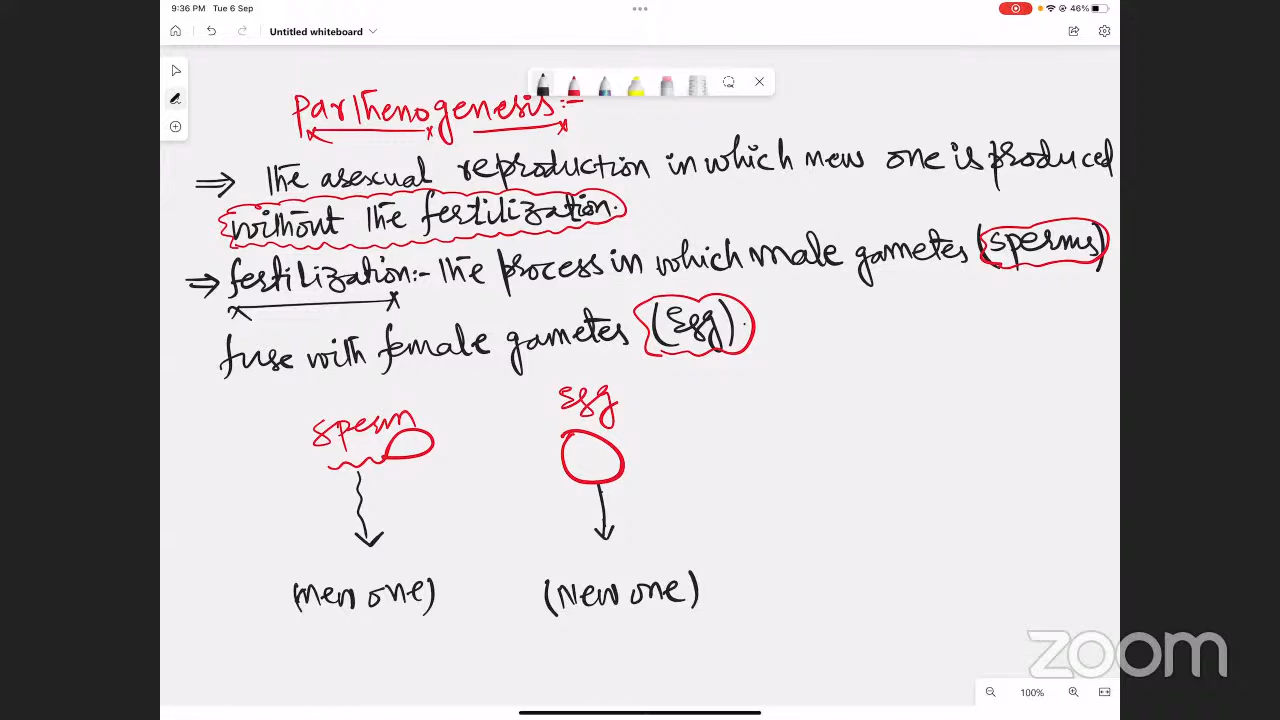 9:36 PM Tue 6 Sep
46%
Untitled whiteboard
Parthenogenesis:-
⇒ The asexual reproduction in which new one is produced
without the fertilization.
⇒ fertilization:- The process in which male gametes (sperms)
fuse with female gametes (Egg).
sperm
Egg
(new one)
(New one)
zoom
100%